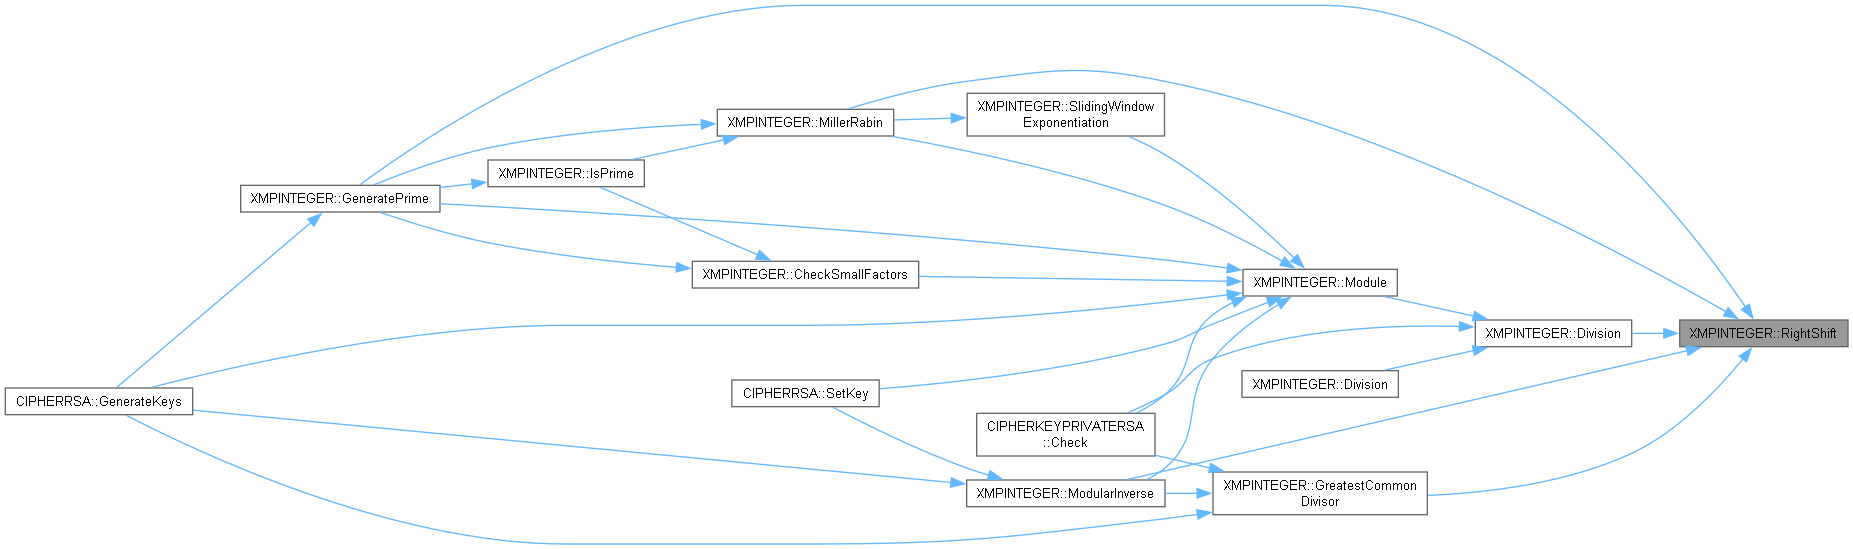 XMPINTEGER::SlidingWindow
Exponentiation
XMPINTEGER::MillerRabin
XMPINTEGER::IsPrime
XMPINTEGER::GeneratePrime
XMPINTEGER::CheckSmallFactors
XMPINTEGER::Module
XMPINTEGER::Division
XMPINTEGER::RightShift
XMPINTEGER::Division
CIPHERRSA::SetKey
CIPHERRSA::GenerateKeys
CIPHERKEYPRIVATERSA
::Check
XMPINTEGER::ModularInverse
XMPINTEGER::GreatestCommon
Divisor